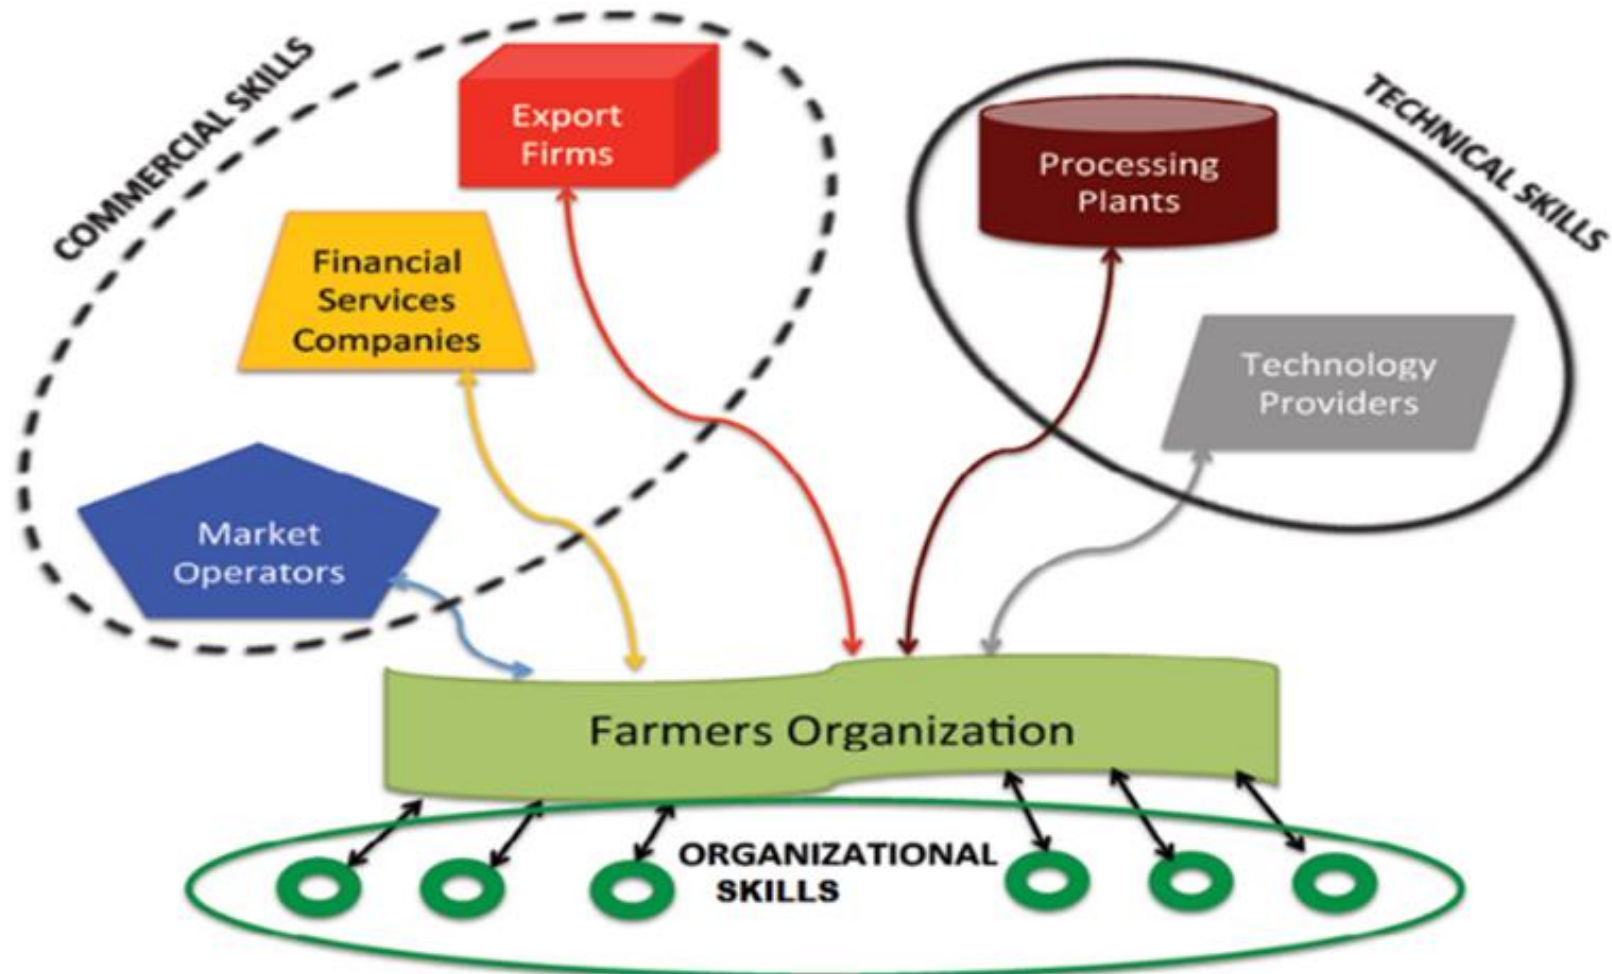 COMMERCIAL SKILLS
Export
Firms
Financial
Services
Companies
Market
Operators
TECHNICAL SKILLS
Processing
Plants
Technology
Providers
Farmers Organization
ORGANIZATIONAL
SKILLS